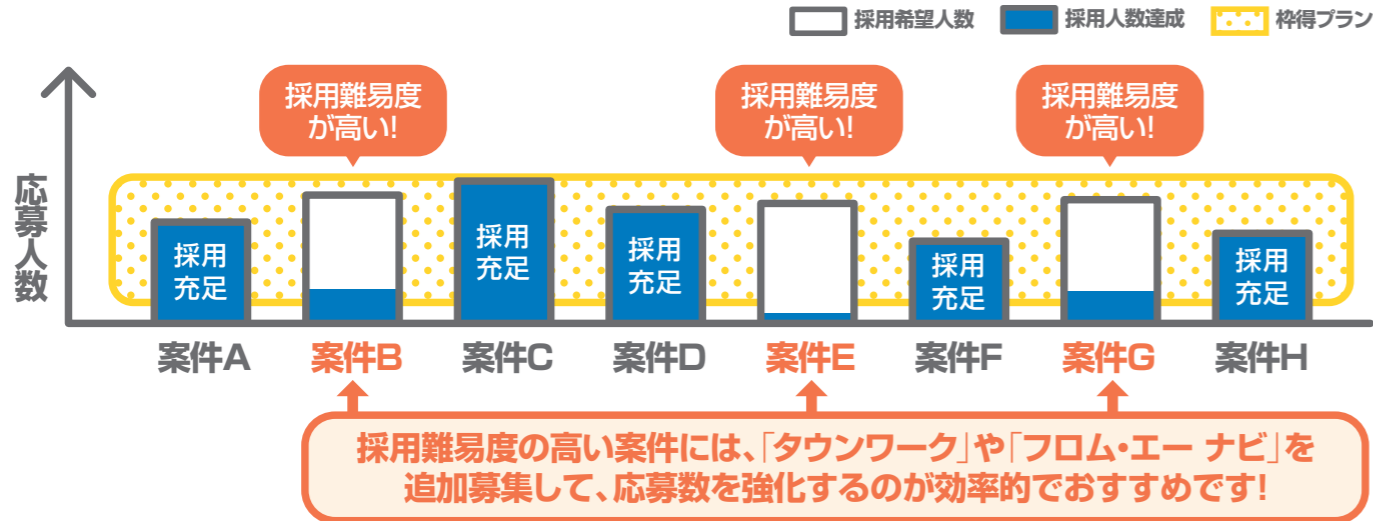 採用希望人数
採用人数達成
枠得プラン
採用難易度
が高い!
採用難易度
が高い!
採用難易度
が高い!
応募人数
採用
充足
採用
充足
採用
充足
採用
充足
採用
充足
案件A
案件B
案件C
案件D
案件E
案件F
案件G
案件H
採用難易度の高い案件には、「タウンワーク」や「フロム・エー ナビ」を
追加募集して、応募数を強化するのが効率的でおすすめです!